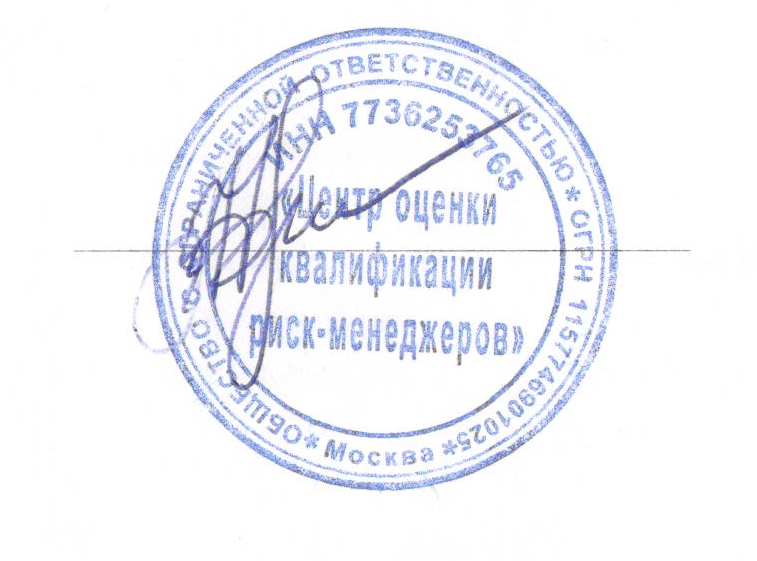 ОБЩЕСТВО С ОГРАНИЧЕННОЙ ОТВЕТСТВЕННОСТЬЮ * ОГРН 1157746901025 *
* Москва *
ИНН 7736253765
«Центр оценки
квалификации
риск-менеджеров»